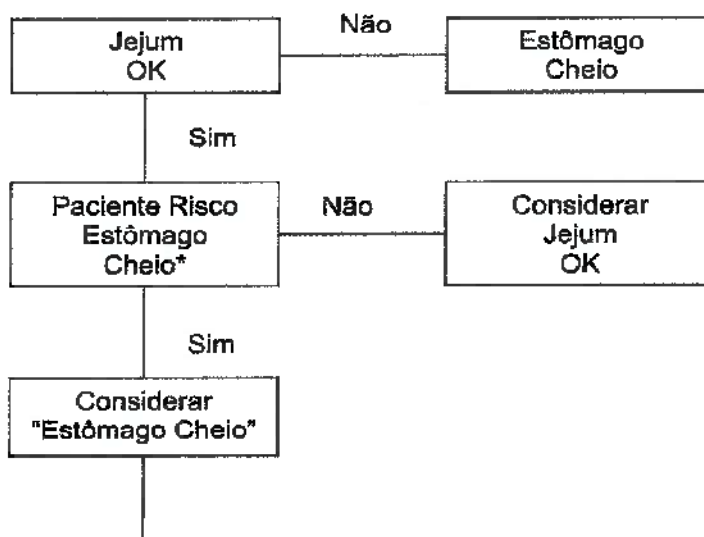 Jejum
OK
Não
Estômago
Cheio
Sim
Paciente Risco
Estômago
Cheio*
Não
Considerar
Jejum
OK
Sim
Considerar
"Estômago Cheio"